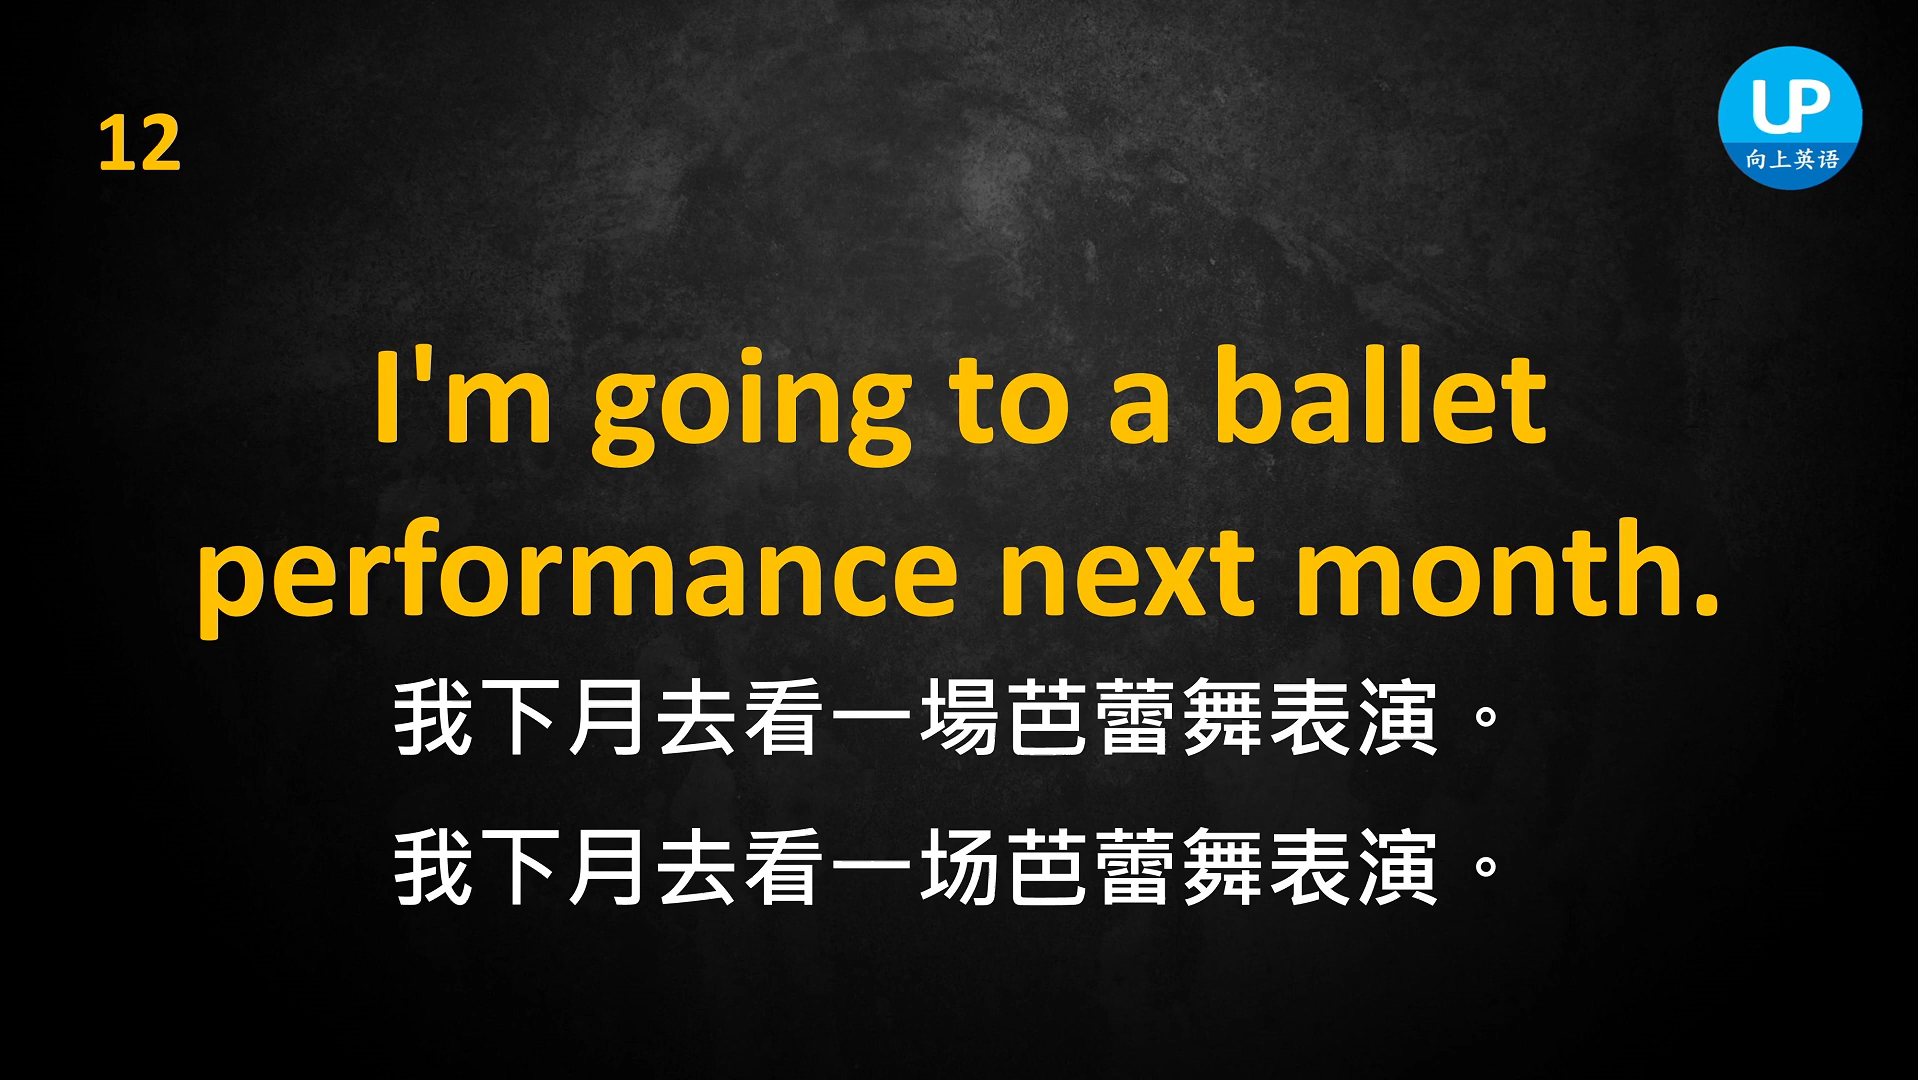 12
UP
向上英语
I'm going to a ballet
performance next month.
我下月去看一場芭蕾舞表演。
我下月去看一场芭蕾舞表演。